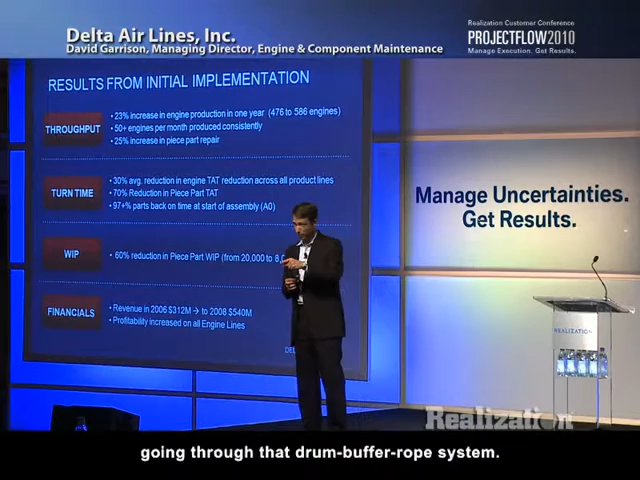 Delta Air Lines, Inc.
David Garrison, Managing Director, Engine & Component Maintenance
Realization Customer Conference
PROJECTFLOW2010
Manage Execution. Get Results.
RESULTS FROM INITIAL IMPLEMENTATION
THROUGHPUT
• 23% increase in engine production in one year (476 to 586 engines)
• 50+ engines per month produced consistently
• 25% increase in piece part repair
TURN TIME
• 30% avg. reduction in engine TAT reduction across all product lines
• 70% Reduction in Piece Part TAT
• 97+% parts back on time at start of assembly (A0)
WIP
• 60% reduction in Piece Part WIP (from 20,000 to 8,0
FINANCIALS
• Revenue in 2006 $312M → to 2008 $540M
• Profitability increased on all Engine Lines
Manage Uncertainties.
Get Results.
REALIZATION
Realization
going through that drum-buffer-rope system.